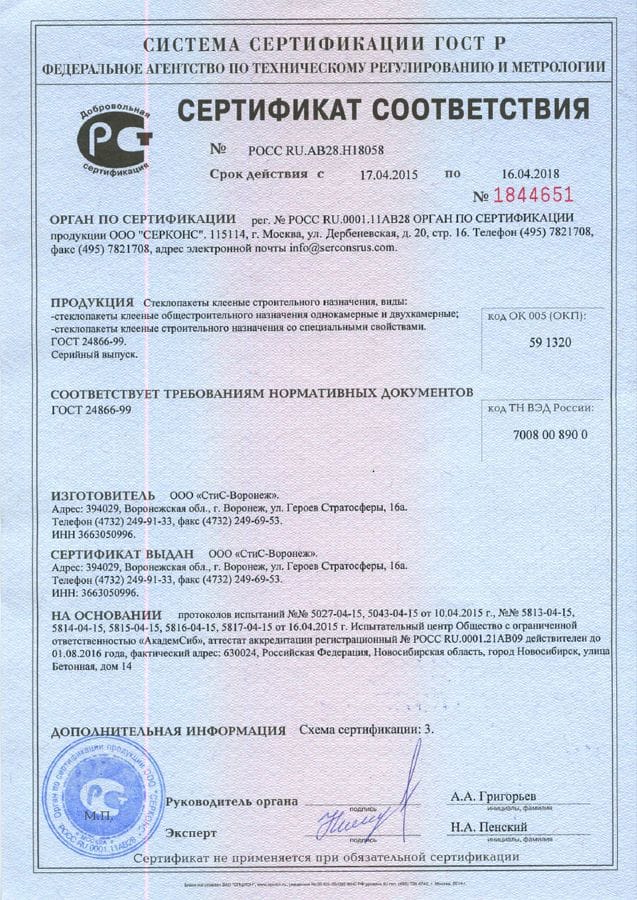 СИСТЕМА СЕРТИФИКАЦИИ ГОСТ Р
ФЕДЕРАЛЬНОЕ АГЕНТСТВО ПО ТЕХНИЧЕСКОМУ РЕГУЛИРОВАНИЮ И МЕТРОЛОГИИ
Добровольная
сертификация
СЕРТИФИКАТ СООТВЕТСТВИЯ
№ РОСС RU.АВ28.Н18058
Срок действия с 17.04.2015 по 16.04.2018
№ 1844651
ОРГАН ПО СЕРТИФИКАЦИИ рег. № РОСС RU.0001.11АВ28 ОРГАН ПО СЕРТИФИКАЦИИ
продукции ООО "СЕРКОНС". 115114, г. Москва, ул. Дербеневская, д. 20, стр. 16. Телефон (495) 7821708,
факс (495) 7821708, адрес электронной почты info@serconsrus.com.
ПРОДУКЦИЯ Стеклопакеты клееные строительного назначения, виды:
-стеклопакеты клееные общестроительного назначения однокамерные и двухкамерные;
-стеклопакеты клееные строительного назначения со специальными свойствами.
ГОСТ 24866-99.
Серийный выпуск.
код ОК 005 (ОКП):
59 1320
СООТВЕТСТВУЕТ ТРЕБОВАНИЯМ НОРМАТИВНЫХ ДОКУМЕНТОВ
ГОСТ 24866-99
код ТН ВЭД России:
7008 00 890 0
ИЗГОТОВИТЕЛЬ ООО «СтиС-Воронеж».
Адрес: 394029, Воронежская обл., г. Воронеж, ул. Героев Стратосферы, 16а.
Телефон (4732) 249-91-33, факс (4732) 249-69-53.
ИНН 3663050996.
СЕРТИФИКАТ ВЫДАН ООО «СтиС-Воронеж».
Адрес: 394029, Воронежская обл., г. Воронеж, ул. Героев Стратосферы, 16а.
Телефон (4732) 249-91-33, факс (4732) 249-69-53.
ИНН: 3663050996.
НА ОСНОВАНИИ протоколов испытаний №№ 5027-04-15, 5043-04-15 от 10.04.2015 г., №№ 5813-04-15,
5814-04-15, 5815-04-15, 5816-04-15, 5817-04-15 от 16.04.2015 г. Испытательный центр Общество с ограниченной
ответственностью «АкадемСиб», аттестат аккредитации регистрационный № РОСС RU.0001.21АВ09 действителен до
01.08.2016 года, фактический адрес: 630024, Российская Федерация, Новосибирская область, город Новосибирск, улица
Бетонная, дом 14
ДОПОЛНИТЕЛЬНАЯ ИНФОРМАЦИЯ Схема сертификации: 3.
Орган по сертификации продукции ООО "СЕРКОНС"
РОСС RU.0001.11АВ28
М.П.
Руководитель органа
подпись
А.А. Григорьев
инициалы, фамилия
Эксперт
подпись
Н.А. Пенский
инициалы, фамилия
Сертификат не применяется при обязательной сертификации